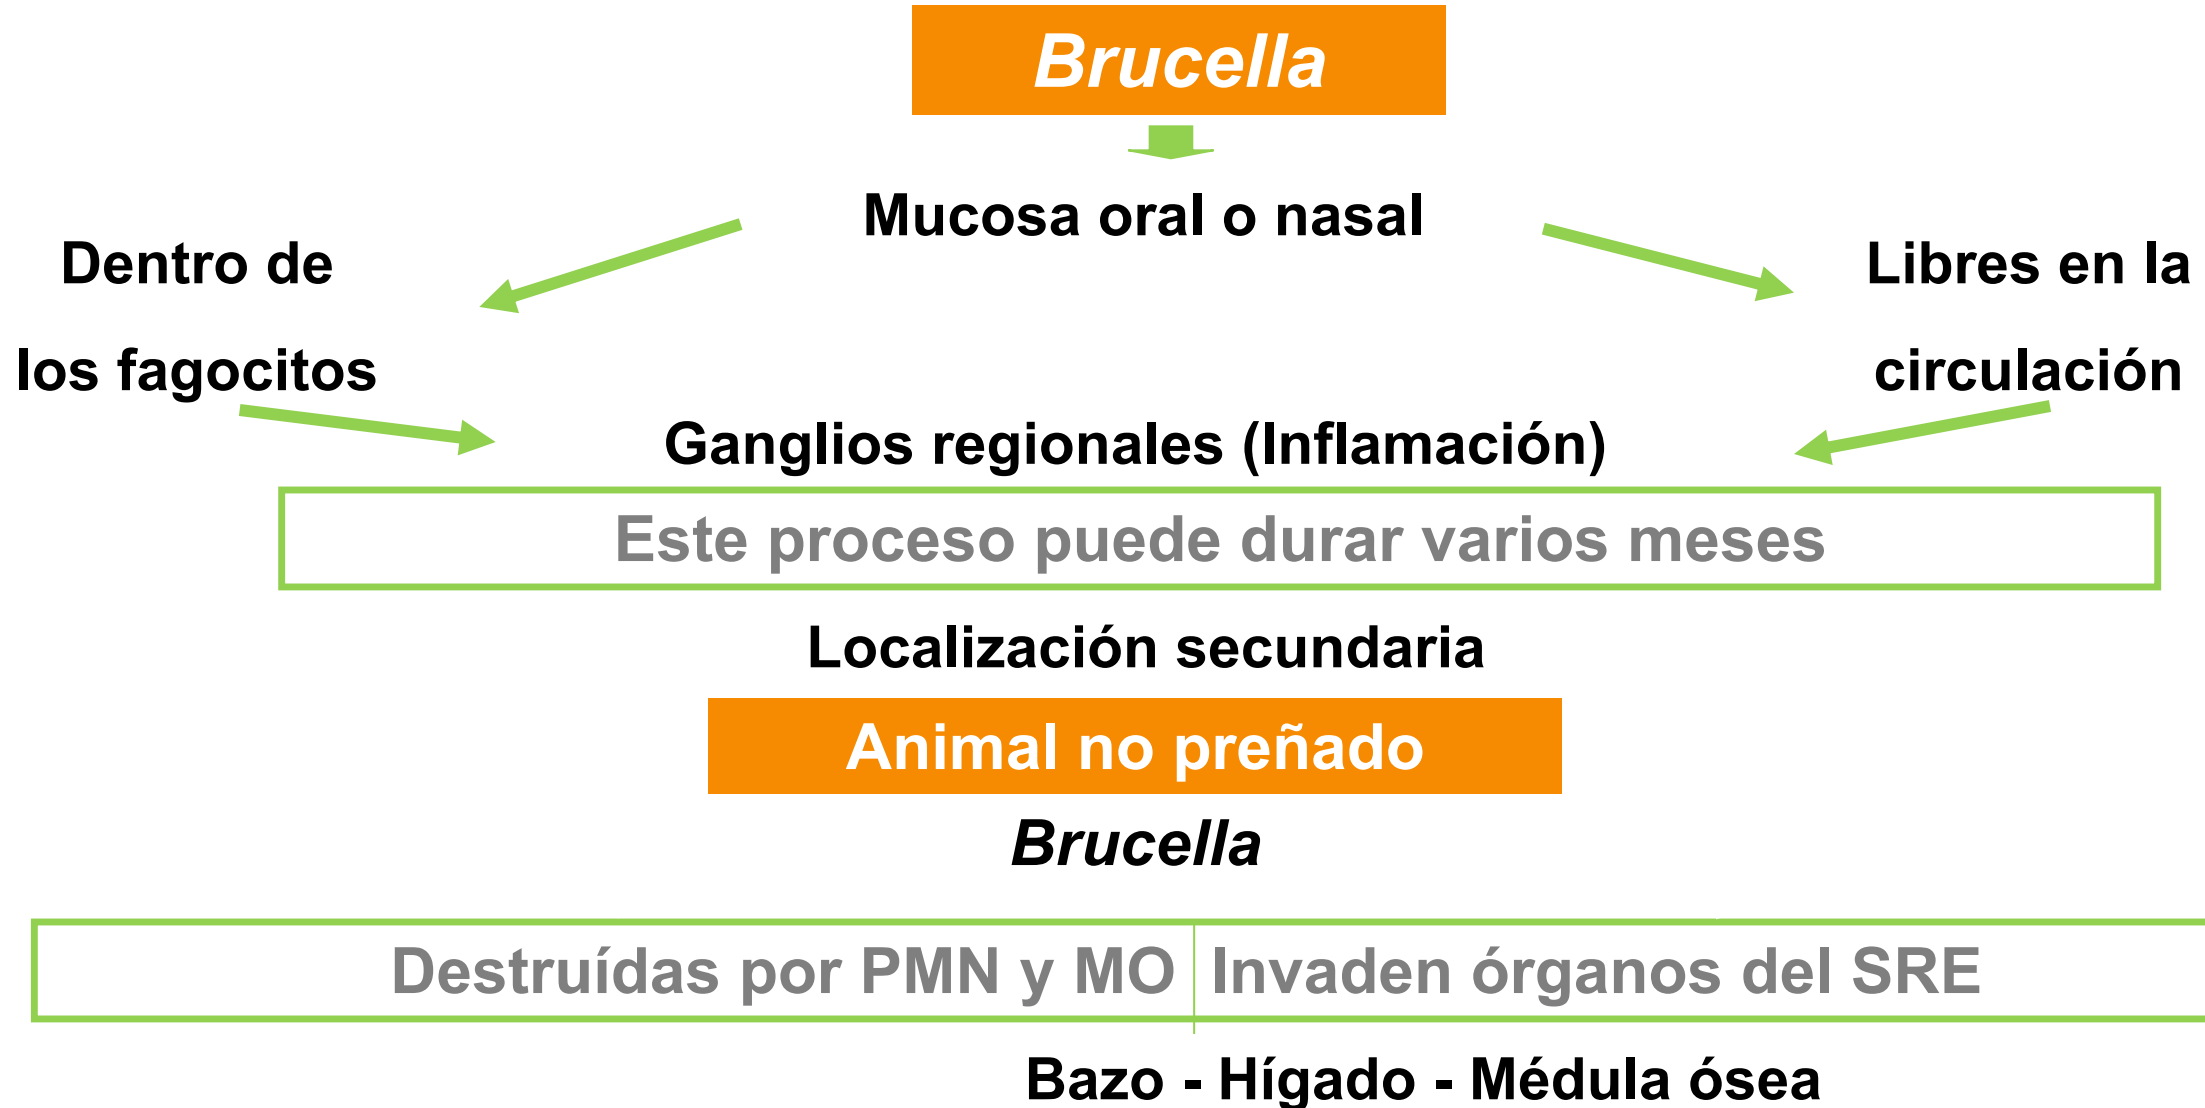 Brucella
Mucosa oral o nasal
Dentro de
los fagocitos
Libres en la
circulación
Ganglios regionales (Inflamación)
Este proceso puede durar varios meses
Localización secundaria
Animal no preñado
Brucella
Destruídas por PMN y MO
Invaden órganos del SRE
Bazo - Hígado - Médula ósea